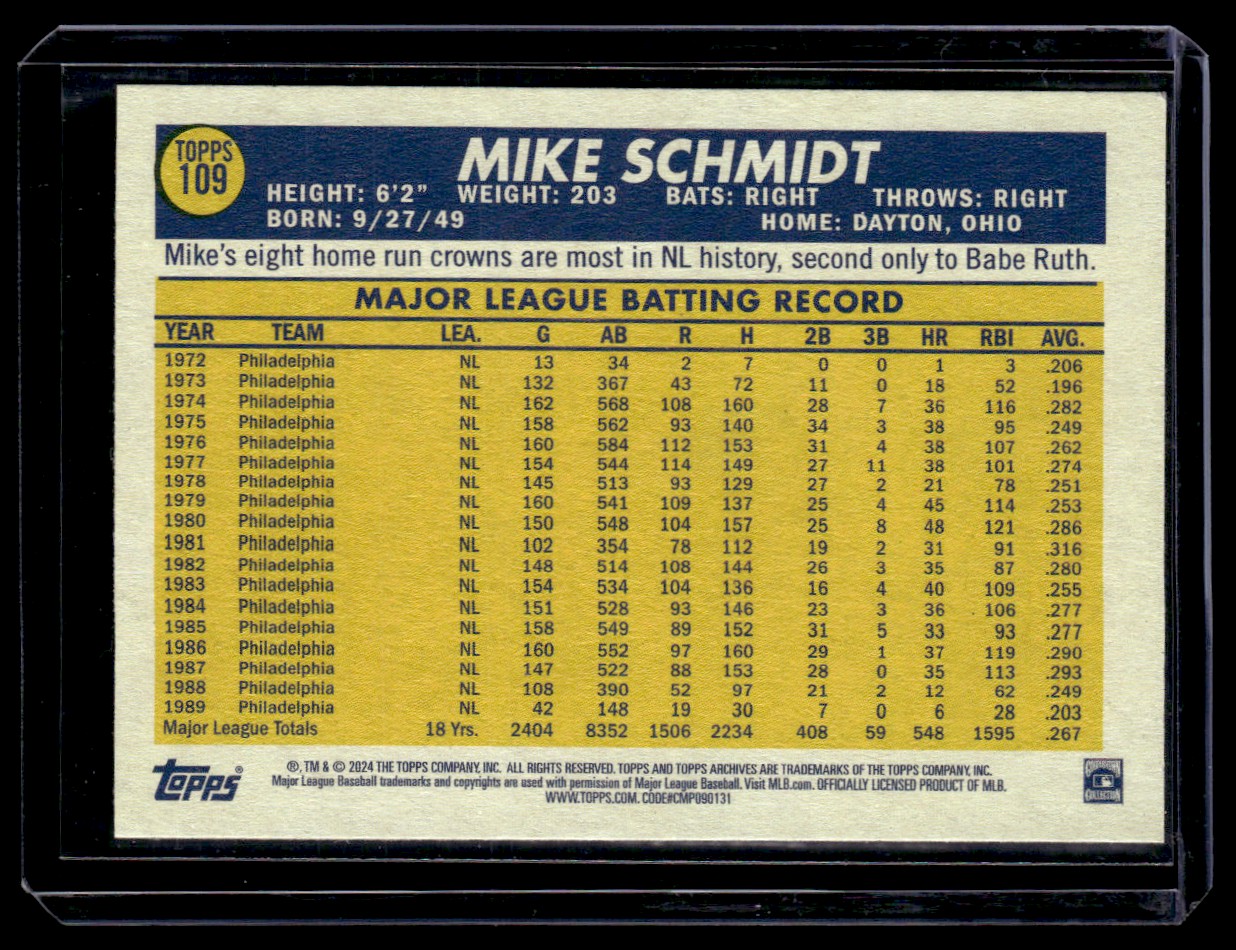 TOPPS
109
MIKE SCHMIDT
HEIGHT: 6'2" WEIGHT: 203 BATS: RIGHT THROWS: RIGHT
BORN: 9/27/49 HOME: DAYTON, OHIO
Mike's eight home run crowns are most in NL history, second only to Babe Ruth.
MAJOR LEAGUE BATTING RECORD
YEAR TEAM LEA. G AB R H 2B 3B HR RBI AVG.
1972 Philadelphia NL 13 34 2 7 0 0 1 3 .206
1973 Philadelphia NL 132 367 43 72 11 0 18 52 .196
1974 Philadelphia NL 162 568 108 160 28 7 36 116 .282
1975 Philadelphia NL 158 562 93 140 34 3 38 95 .249
1976 Philadelphia NL 160 584 112 153 31 4 38 107 .262
1977 Philadelphia NL 154 544 114 149 27 11 38 101 .274
1978 Philadelphia NL 145 513 93 129 27 2 21 78 .251
1979 Philadelphia NL 160 541 109 137 25 4 45 114 .253
1980 Philadelphia NL 150 548 104 157 25 8 48 121 .286
1981 Philadelphia NL 102 354 78 112 19 2 31 91 .316
1982 Philadelphia NL 148 514 108 144 26 3 35 87 .280
1983 Philadelphia NL 154 534 104 136 16 4 40 109 .255
1984 Philadelphia NL 151 528 93 146 23 3 36 106 .277
1985 Philadelphia NL 158 549 89 152 31 5 33 93 .277
1986 Philadelphia NL 160 552 97 160 29 1 37 119 .290
1987 Philadelphia NL 147 522 88 153 28 0 35 113 .293
1988 Philadelphia NL 108 390 52 97 21 2 12 62 .249
1989 Philadelphia NL 42 148 19 30 7 0 6 28 .203
Major League Totals 18 Yrs. 2404 8352 1506 2234 408 59 548 1595 .267
topps®
®, TM & © 2024 THE TOPPS COMPANY, INC. ALL RIGHTS RESERVED. TOPPS AND TOPPS ARCHIVES ARE TRADEMARKS OF THE TOPPS COMPANY, INC.
Major League Baseball trademarks and copyrights are used with permission of Major League Baseball. Visit MLB.com. OFFICIALLY LICENSED PRODUCT OF MLB.
WWW.TOPPS.COM. CODE#CMP090131
COOPERSTOWN
COLLECTION